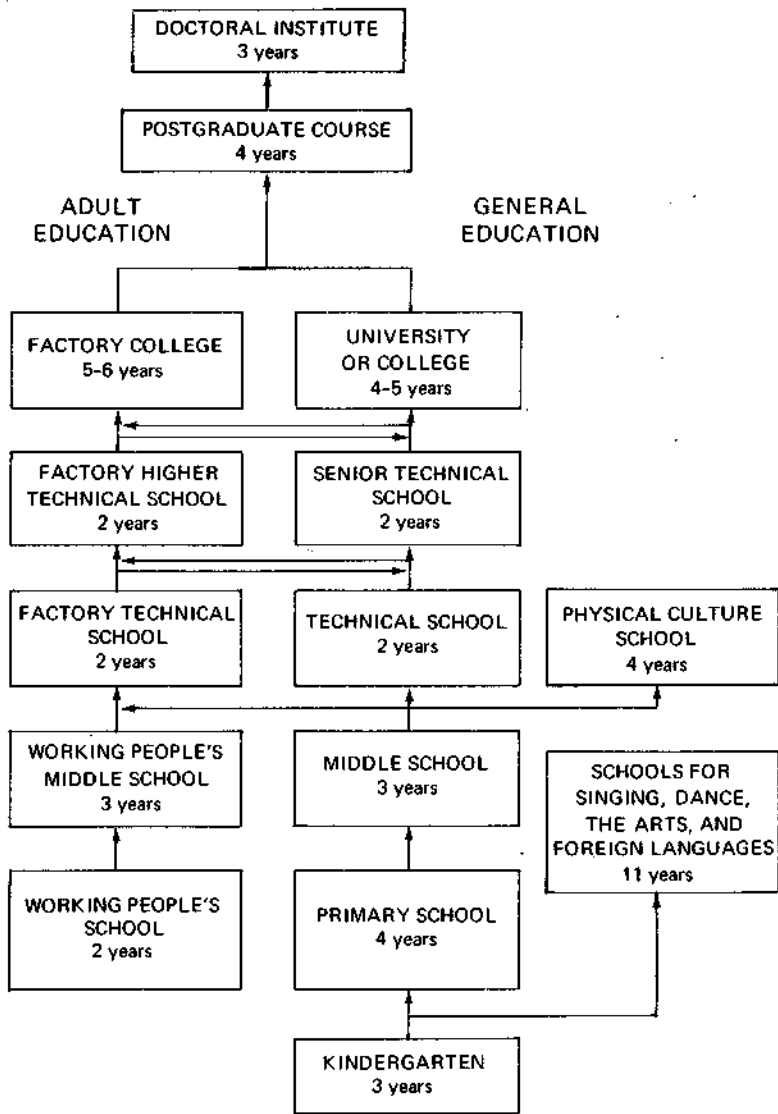 DOCTORAL INSTITUTE
3 years
POSTGRADUATE COURSE
4 years
ADULT
EDUCATION
GENERAL
EDUCATION
FACTORY COLLEGE
5-6 years
UNIVERSITY
OR COLLEGE
4-5 years
FACTORY HIGHER
TECHNICAL SCHOOL
2 years
SENIOR TECHNICAL
SCHOOL
2 years
FACTORY TECHNICAL
SCHOOL
2 years
TECHNICAL SCHOOL
2 years
PHYSICAL CULTURE
SCHOOL
4 years
WORKING PEOPLE'S
MIDDLE SCHOOL
3 years
MIDDLE SCHOOL
3 years
SCHOOLS FOR
SINGING, DANCE,
THE ARTS, AND
FOREIGN LANGUAGES
11 years
WORKING PEOPLE'S
SCHOOL
2 years
PRIMARY SCHOOL
4 years
KINDERGARTEN
3 years